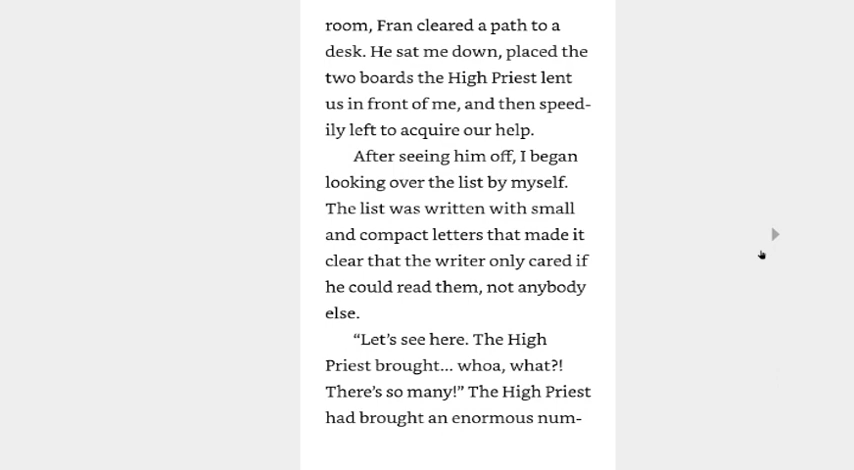 room, Fran cleared a path to a
desk. He sat me down, placed the
two boards the High Priest lent
us in front of me, and then speed-
ily left to acquire our help.
After seeing him off, I began
looking over the list by myself.
The list was written with small
and compact letters that made it
clear that the writer only cared if
he could read them, not anybody
else.
“Let’s see here. The High
Priest brought... whoa, what?!
There’s so many!” The High Priest
had brought an enormous num-